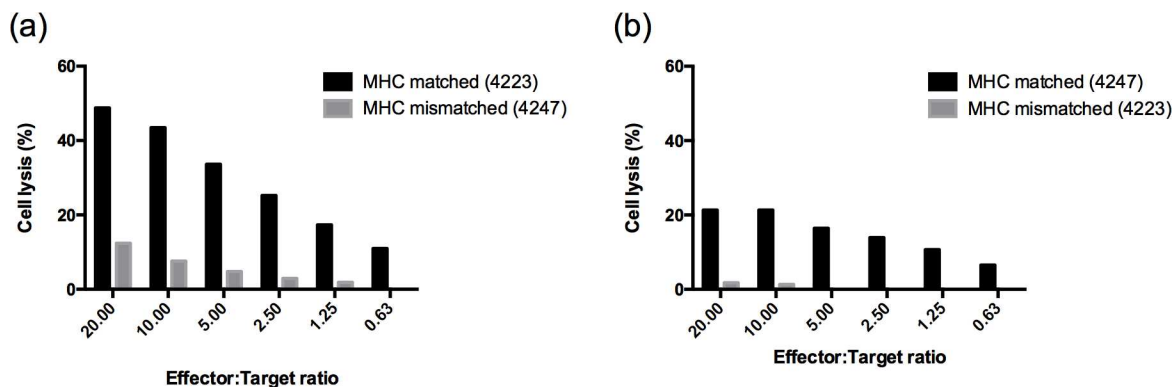 (a)
60
40
20
0
Cell lysis (%)
MHC matched (4223)
MHC mismatched (4247)
20.00
10.00
5.00
2.50
1.25
0.63
Effector:Target ratio
(b)
60
40
20
0
Cell lysis (%)
MHC matched (4247)
MHC mismatched (4223)
20.00
10.00
5.00
2.50
1.25
0.63
Effector:Target ratio